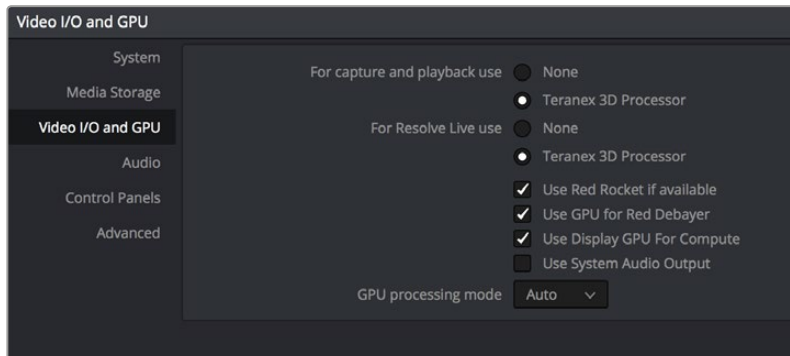 Video I/O and GPU
System
Media Storage
Video I/O and GPU
Audio
Control Panels
Advanced
For capture and playback use
None
Teranex 3D Processor
For Resolve Live use
None
Teranex 3D Processor
Use Red Rocket if available
Use GPU for Red Debayer
Use Display GPU For Compute
Use System Audio Output
GPU processing mode
Auto